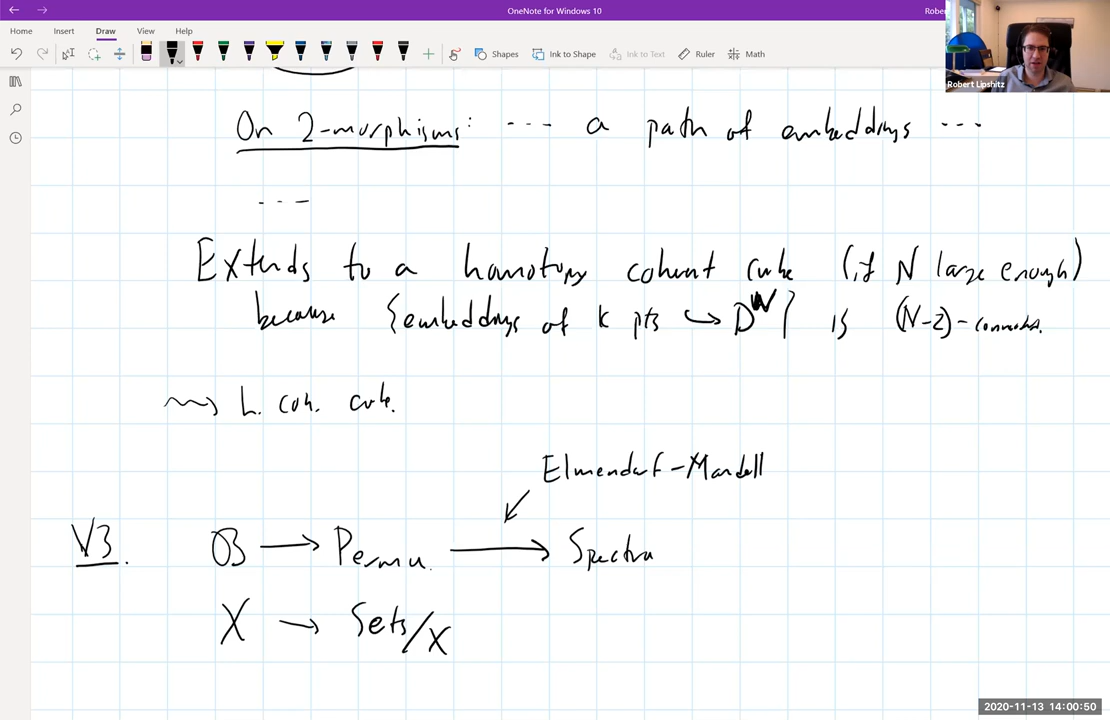 OneNote for Windows 10
Rober
Home Insert Draw View Help
Shapes Ink to Shape Ink to Text Ruler Math
Robert Lipshitz
On 2-morphisms: --- a path of embeddings ---
---
Extends to a homotopy coherent cube (if N large enough)
because {embeddings of k pts ↪ D^N} is (N-2)-connected.
⇝ h. coh. cube.
Elmendorf-Mandell
V3. B → Permu. → Spectra
X → Sets/X
2020-11-13 14:00:50